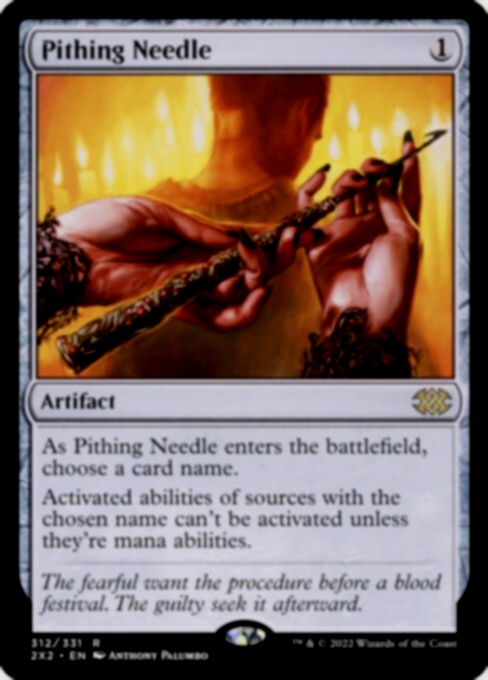 Pithing Needle 1
Artifact
As Pithing Needle enters the battlefield,
choose a card name.
Activated abilities of sources with the
chosen name can't be activated unless
they're mana abilities.
The fearful want the procedure before a blood
festival. The guilty seek it afterward.
312/331 R
2X2 • EN Anthony Palumbo
™ & © 2022 Wizards of the Coast